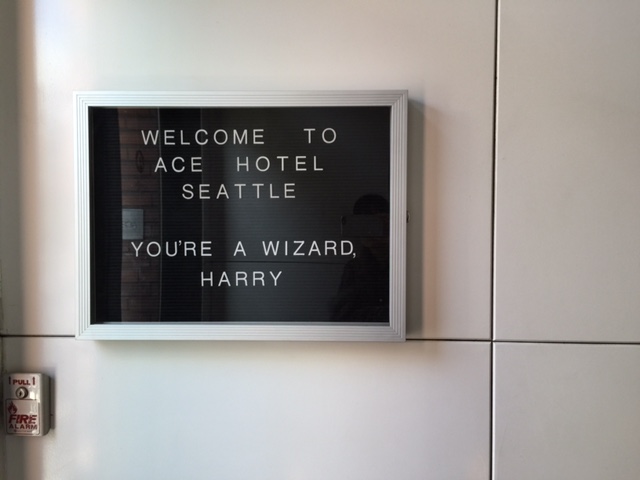 WELCOME TO
ACE HOTEL
SEATTLE
YOU'RE A WIZARD,
HARRY
PULL
FIRE
ALARM